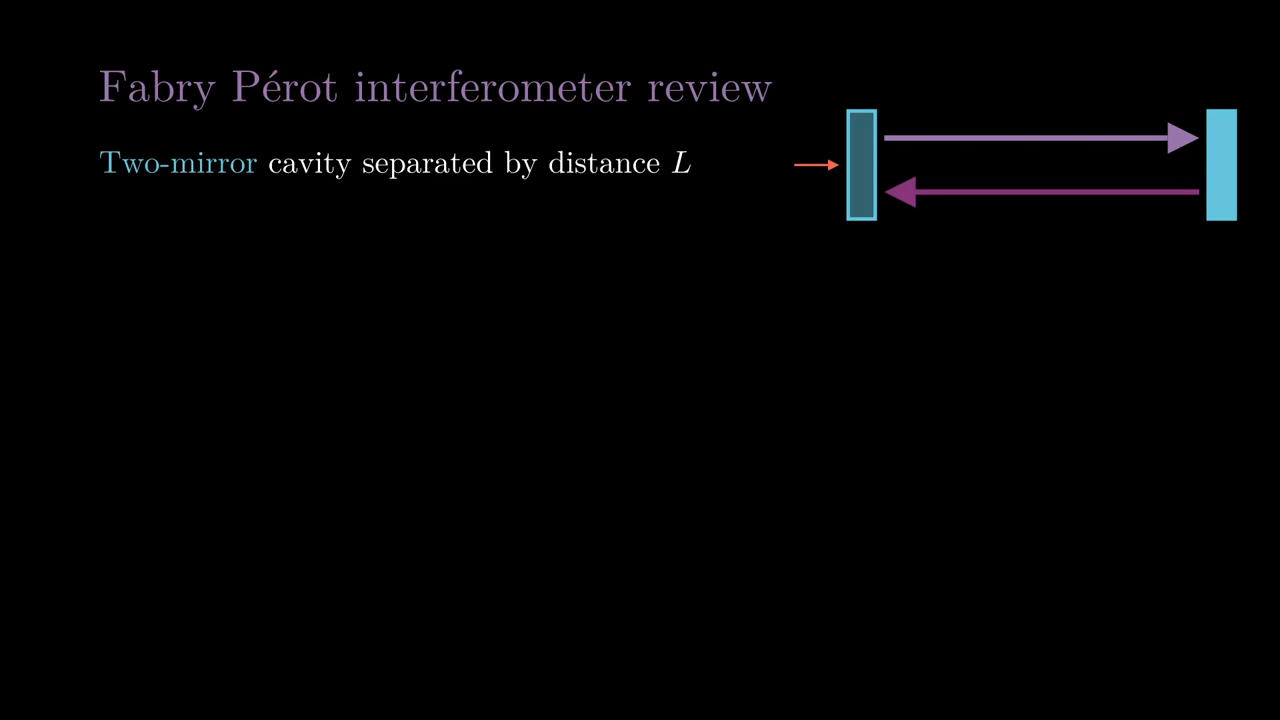 Fabry Pérot interferometer review
Two-mirror cavity separated by distance L